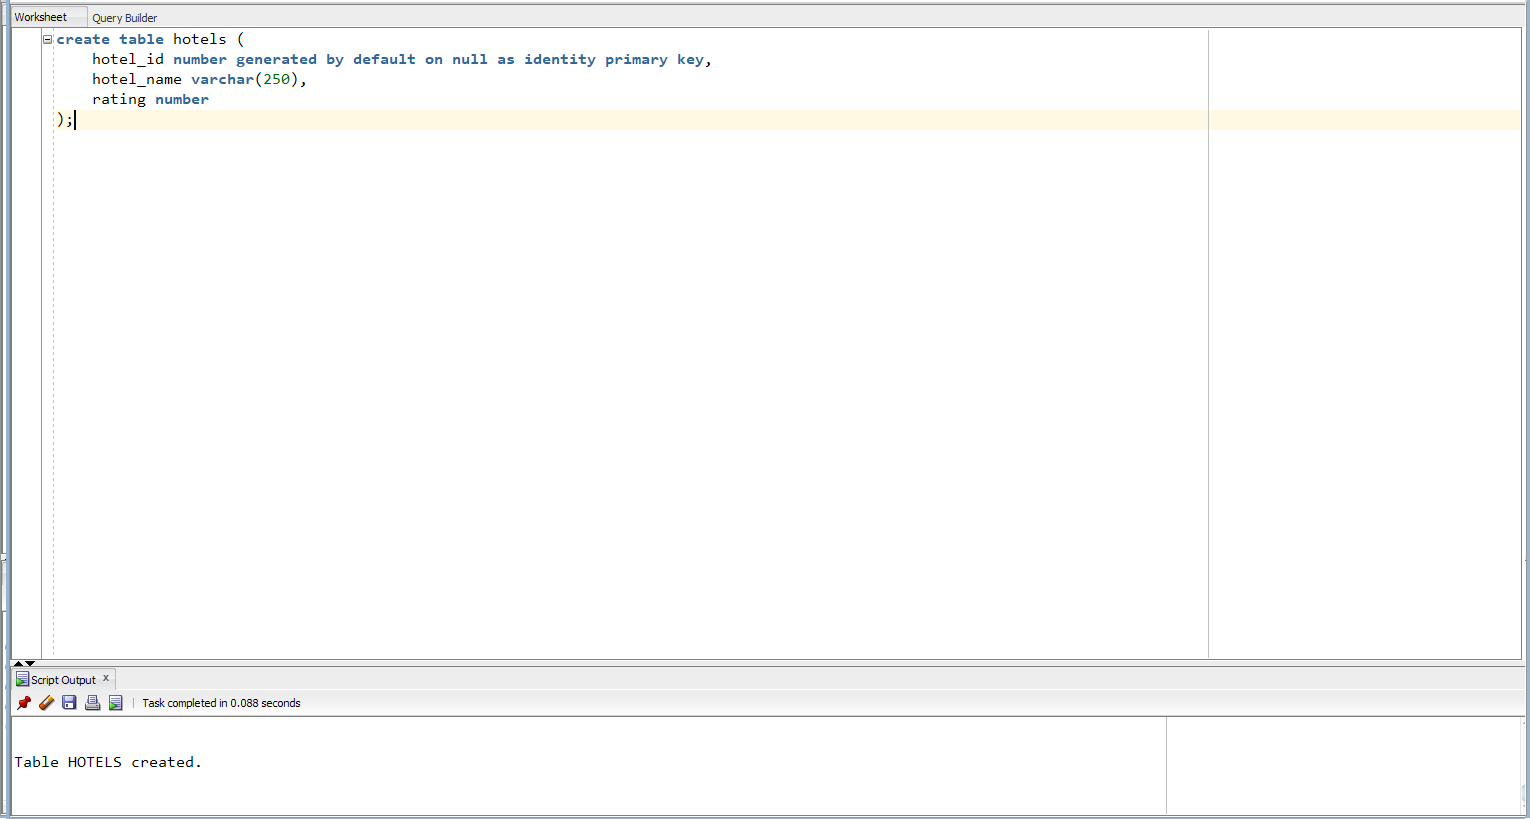 Worksheet Query Builder
create table hotels (
hotel_id number generated by default on null as identity primary key,
hotel_name varchar(250),
rating number
);
Script Output x
Task completed in 0.088 seconds
Table HOTELS created.